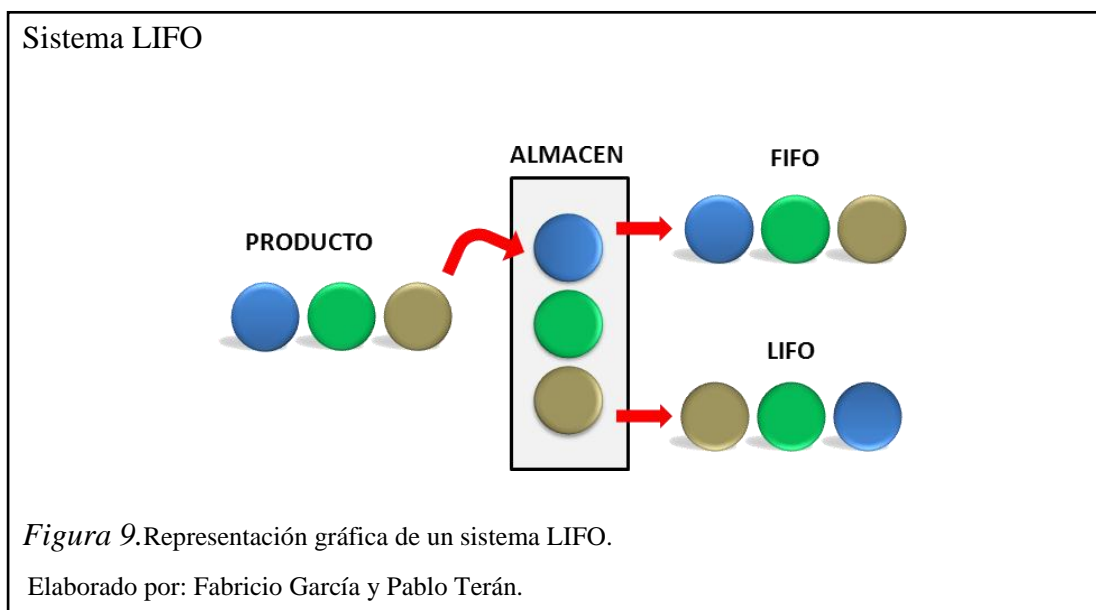 Sistema LIFO
ALMACEN
FIFO
PRODUCTO
LIFO
Figura 9.Representación gráfica de un sistema LIFO.
Elaborado por: Fabricio García y Pablo Terán.